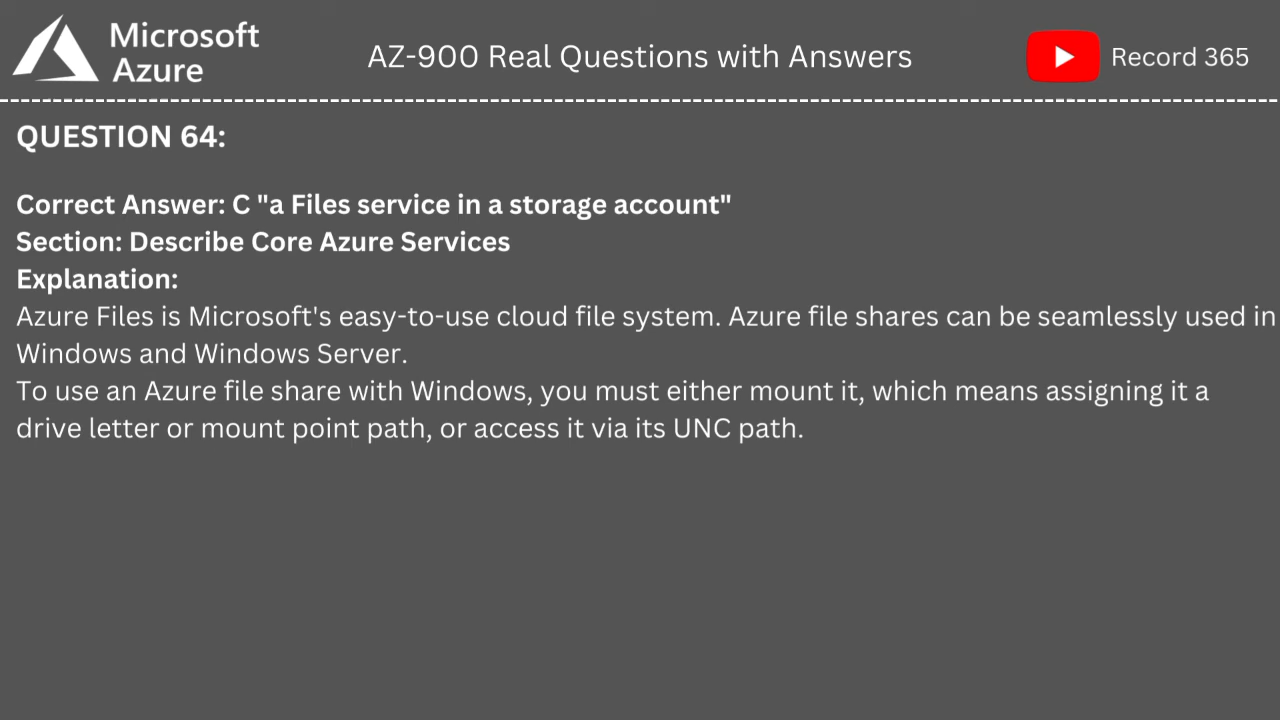 Microsoft
Azure
AZ-900 Real Questions with Answers
Record 365
QUESTION 64:
Correct Answer: C "a Files service in a storage account"
Section: Describe Core Azure Services
Explanation:
Azure Files is Microsoft's easy-to-use cloud file system. Azure file shares can be seamlessly used in
Windows and Windows Server.
To use an Azure file share with Windows, you must either mount it, which means assigning it a
drive letter or mount point path, or access it via its UNC path.